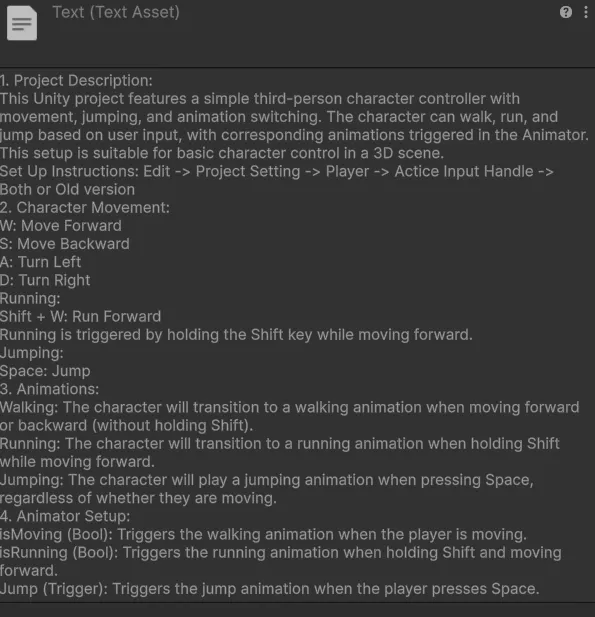 Text (Text Asset)
1. Project Description:
This Unity project features a simple third-person character controller with
movement, jumping, and animation switching. The character can walk, run, and
jump based on user input, with corresponding animations triggered in the Animator.
This setup is suitable for basic character control in a 3D scene.
Set Up Instructions: Edit -> Project Setting -> Player -> Actice Input Handle ->
Both or Old version
2. Character Movement:
W: Move Forward
S: Move Backward
A: Turn Left
D: Turn Right
Running:
Shift + W: Run Forward
Running is triggered by holding the Shift key while moving forward.
Jumping:
Space: Jump
3. Animations:
Walking: The character will transition to a walking animation when moving forward
or backward (without holding Shift).
Running: The character will transition to a running animation when holding Shift
while moving forward.
Jumping: The character will play a jumping animation when pressing Space,
regardless of whether they are moving.
4. Animator Setup:
isMoving (Bool): Triggers the walking animation when the player is moving.
isRunning (Bool): Triggers the running animation when holding Shift and moving
forward.
Jump (Trigger): Triggers the jump animation when the player presses Space.